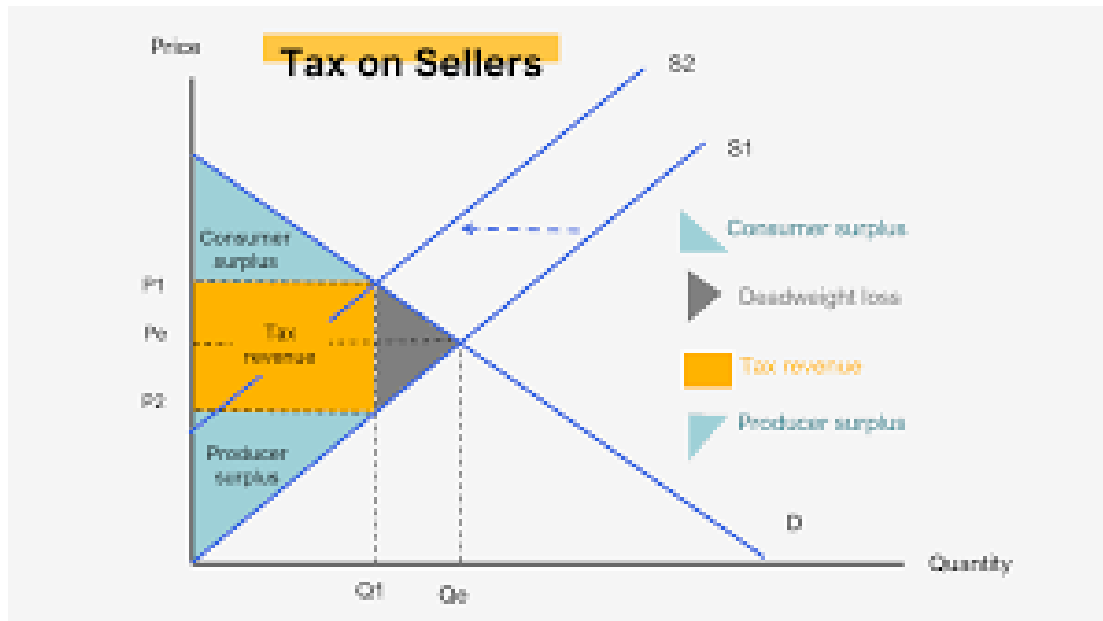 Price
Tax on Sellers
S2
S1
Consumer
surplus
Consumer surplus
P1
Deadweight loss
Pe
Tax
revenue
Tax revenue
P2
Producer surplus
Producer
surplus
D
Quantity
Q1
Qe